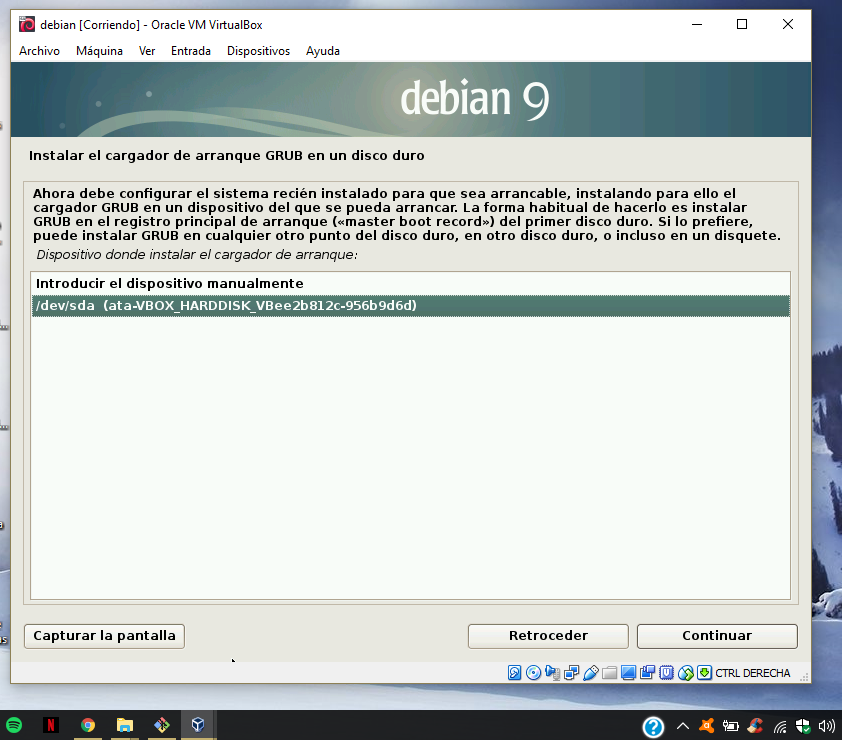 debian [Corriendo] - Oracle VM VirtualBox
Archivo Máquina Ver Entrada Dispositivos Ayuda
debian 9
Instalar el cargador de arranque GRUB en un disco duro
Ahora debe configurar el sistema recién instalado para que sea arrancable, instalando para ello el
cargador GRUB en un dispositivo del que se pueda arrancar. La forma habitual de hacerlo es instalar
GRUB en el registro principal de arranque («master boot record») del primer disco duro. Si lo prefiere,
puede instalar GRUB en cualquier otro punto del disco duro, en otro disco duro, o incluso en un disquete.
Dispositivo donde instalar el cargador de arranque:
Introducir el dispositivo manualmente
/dev/sda (ata-VBOX_HARDDISK_VBee2b812c-956b9d6d)
Capturar la pantalla Retroceder Continuar
CTRL DERECHA